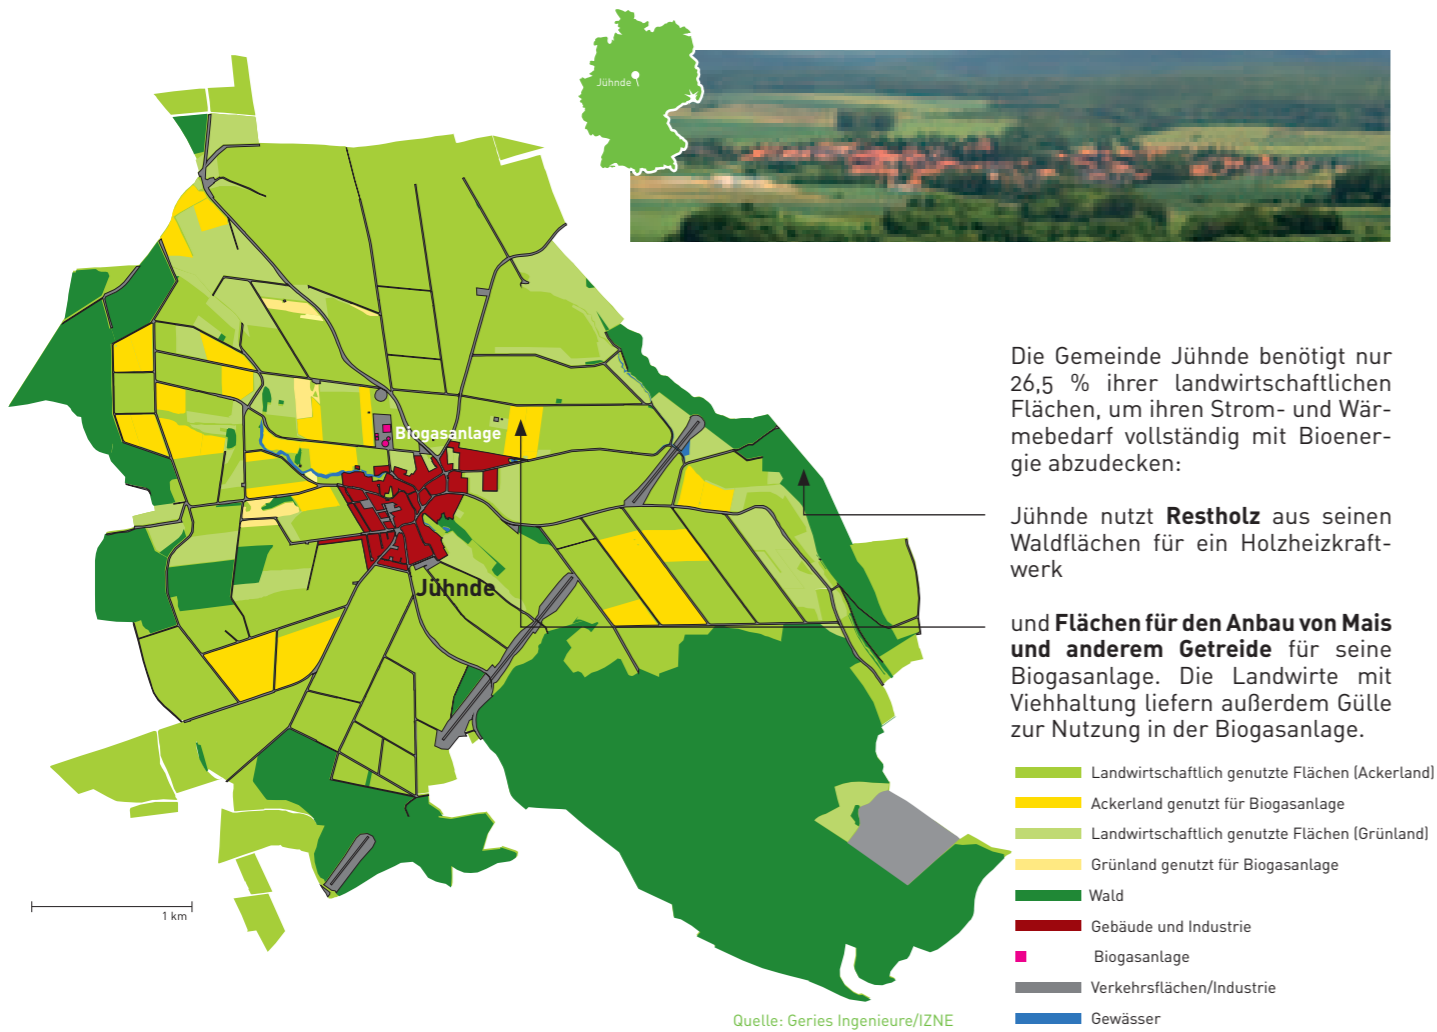 Jühnde
Die Gemeinde Jühnde benötigt nur
26,5 % ihrer landwirtschaftlichen
Flächen, um ihren Strom- und Wär-
mebedarf vollständig mit Bioener-
gie abzudecken:
Biogasanlage
Jühnde nutzt Restholz aus seinen
Waldflächen für ein Holzheizkraft-
werk
Jühnde
und Flächen für den Anbau von Mais
und anderem Getreide für seine
Biogasanlage. Die Landwirte mit
Viehhaltung liefern außerdem Gülle
zur Nutzung in der Biogasanlage.
Landwirtschaftlich genutzte Flächen (Ackerland)
Ackerland genutzt für Biogasanlage
Landwirtschaftlich genutzte Flächen (Grünland)
Grünland genutzt für Biogasanlage
Wald
Gebäude und Industrie
Biogasanlage
Verkehrsflächen/Industrie
Gewässer
1 km
Quelle: Geries Ingenieure/IZNE